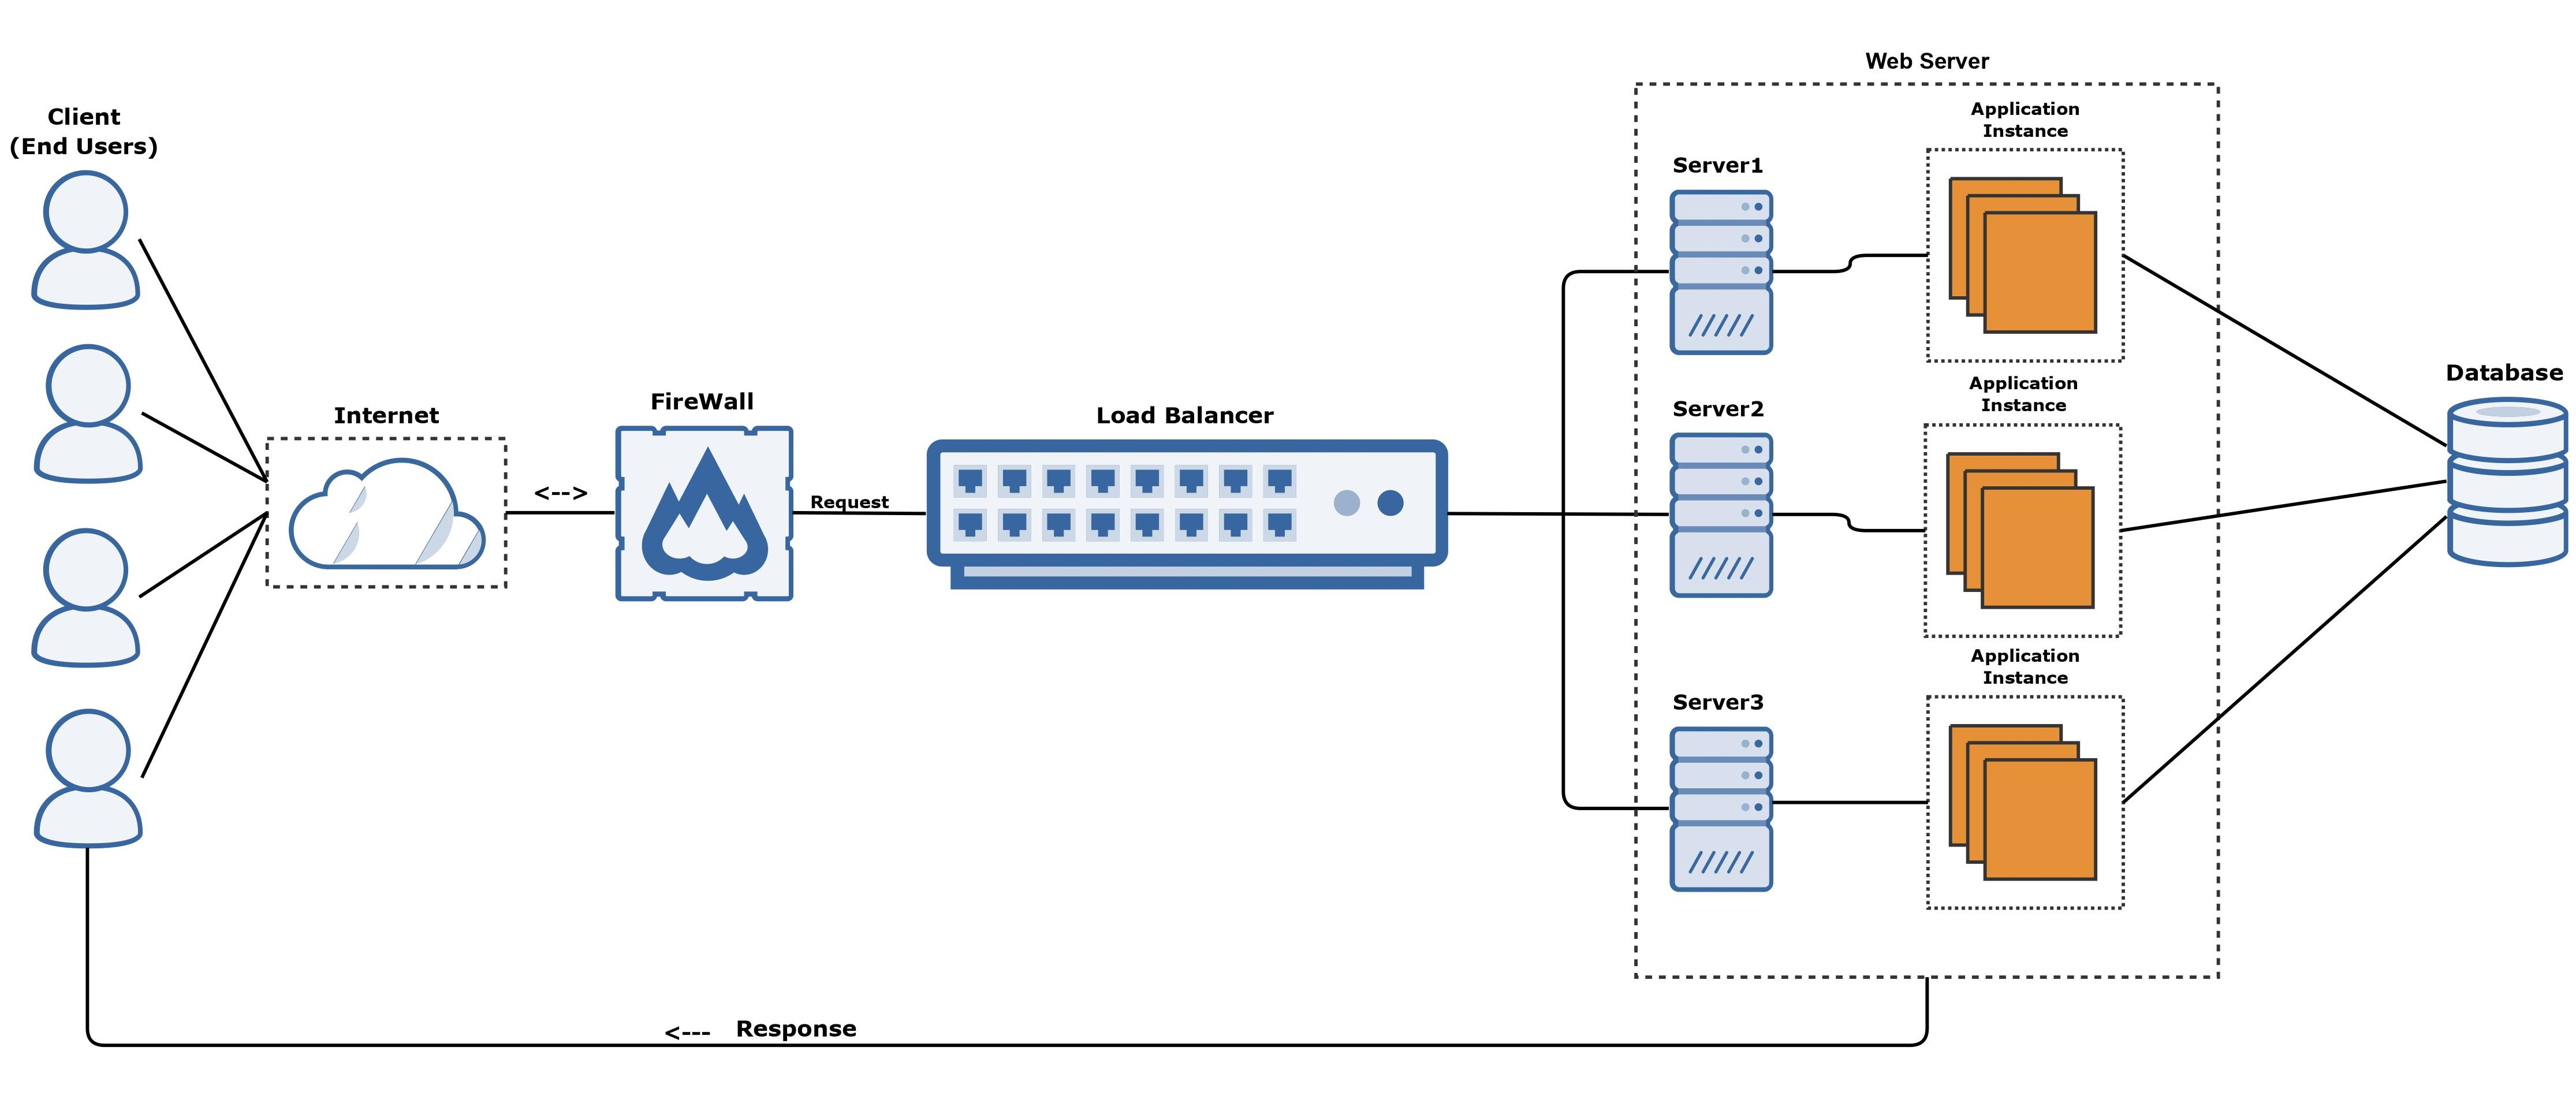 Web Server
Client
(End Users)
Application
Instance
Server1
Internet
<-->
FireWall
Request
Load Balancer
Server2
Application
Instance
Database
Server3
Application
Instance
<--- Response